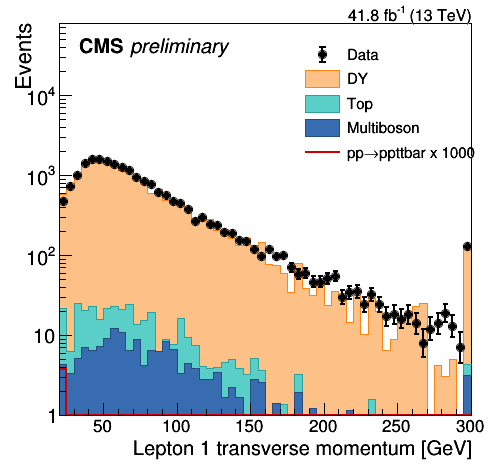 41.8 fb⁻¹ (13 TeV)
CMS preliminary
Events
Data
DY
Top
Multiboson
pp→ppttbar x 1000
10⁴
10³
10²
10
1
50 100 150 200 250 300
Lepton 1 transverse momentum [GeV]